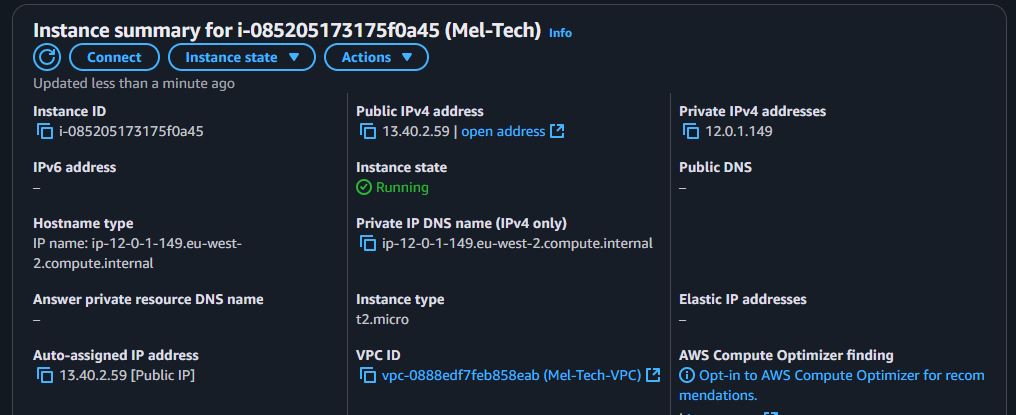 Instance summary for i-085205173175f0a45 (Mel-Tech) Info
Connect Instance state Actions
Updated less than a minute ago
Instance ID
i-085205173175f0a45
Public IPv4 address
13.40.2.59 | open address
Private IPv4 addresses
12.0.1.149
IPv6 address
–
Instance state
Running
Public DNS
–
Hostname type
IP name: ip-12-0-1-149.eu-west-
2.compute.internal
Private IP DNS name (IPv4 only)
ip-12-0-1-149.eu-west-2.compute.internal
Answer private resource DNS name
–
Instance type
t2.micro
Elastic IP addresses
–
Auto-assigned IP address
13.40.2.59 [Public IP]
VPC ID
vpc-0888edf7feb858eab (Mel-Tech-VPC)
AWS Compute Optimizer finding
Opt-in to AWS Compute Optimizer for recom
mendations.